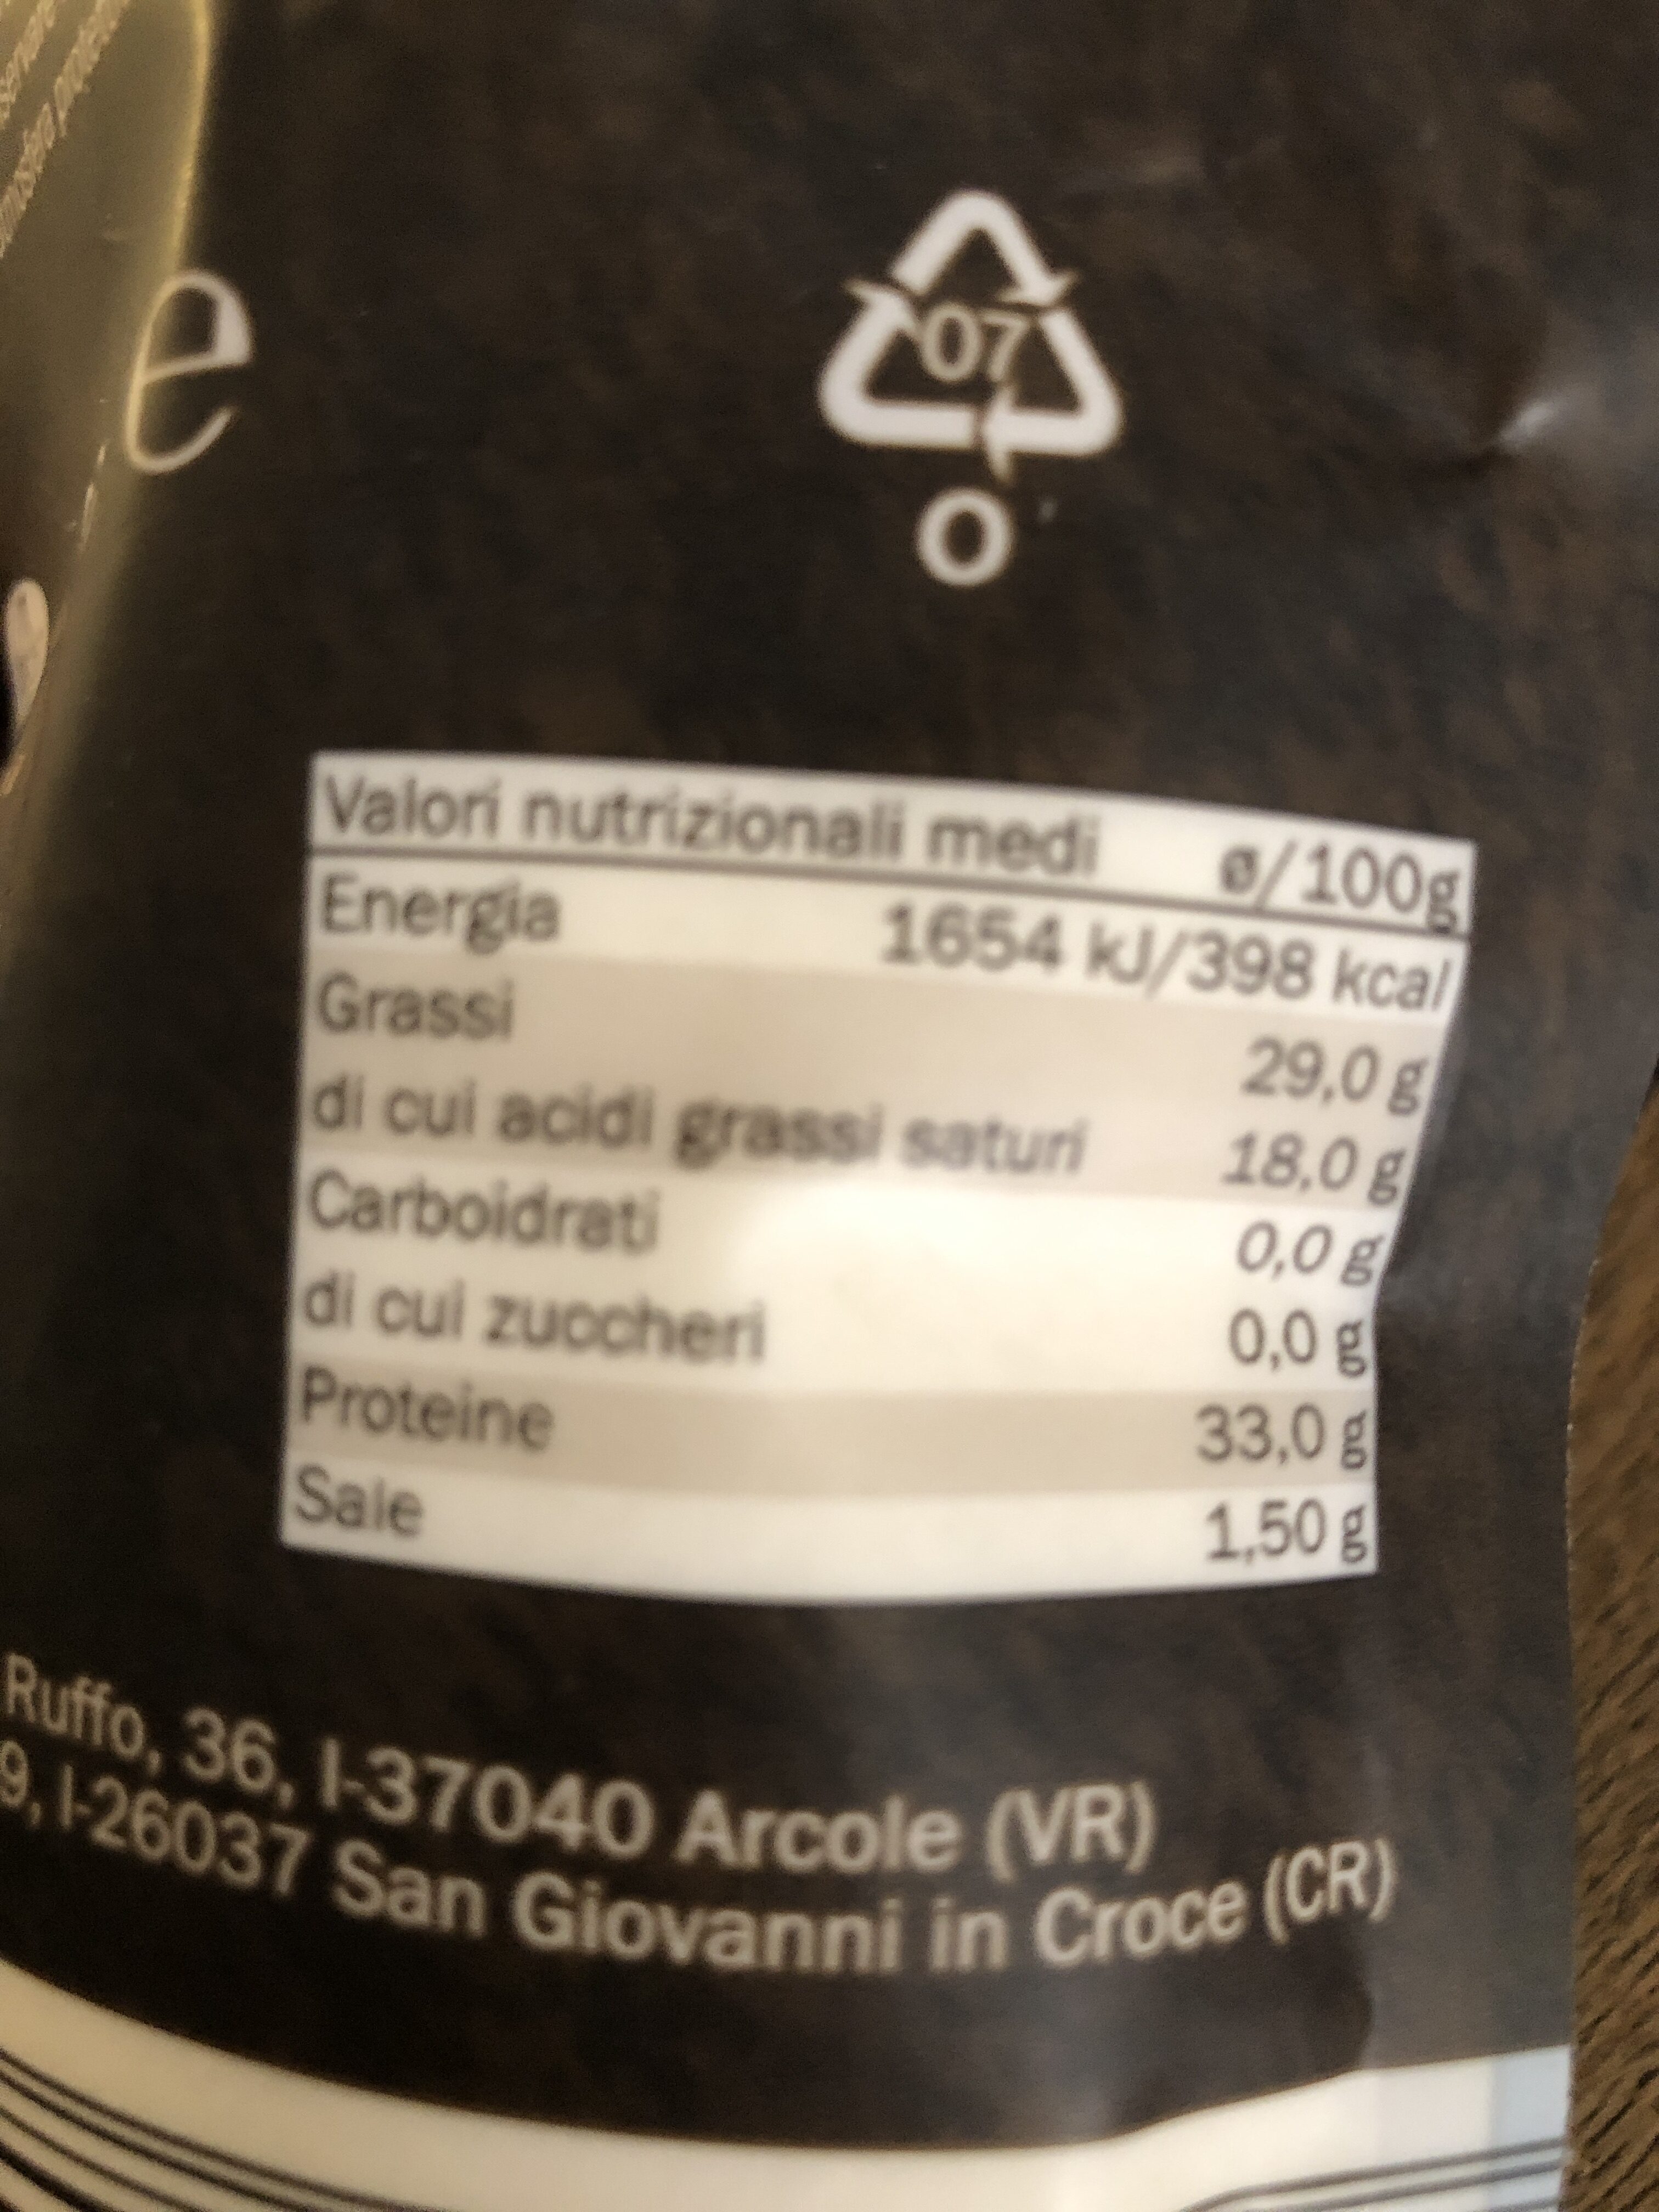 e
07
O
Valori nutrizionali medi ø/100g
Energia 1654 kJ/398 kcal
Grassi 29,0 g
di cui acidi grassi saturi 18,0 g
Carboidrati 0,0 g
di cui zuccheri 0,0 g
Proteine 33,0 g
Sale 1,50 g
Ruffo, 36, I-37040 Arcole (VR)
9, I-26037 San Giovanni in Croce (CR)